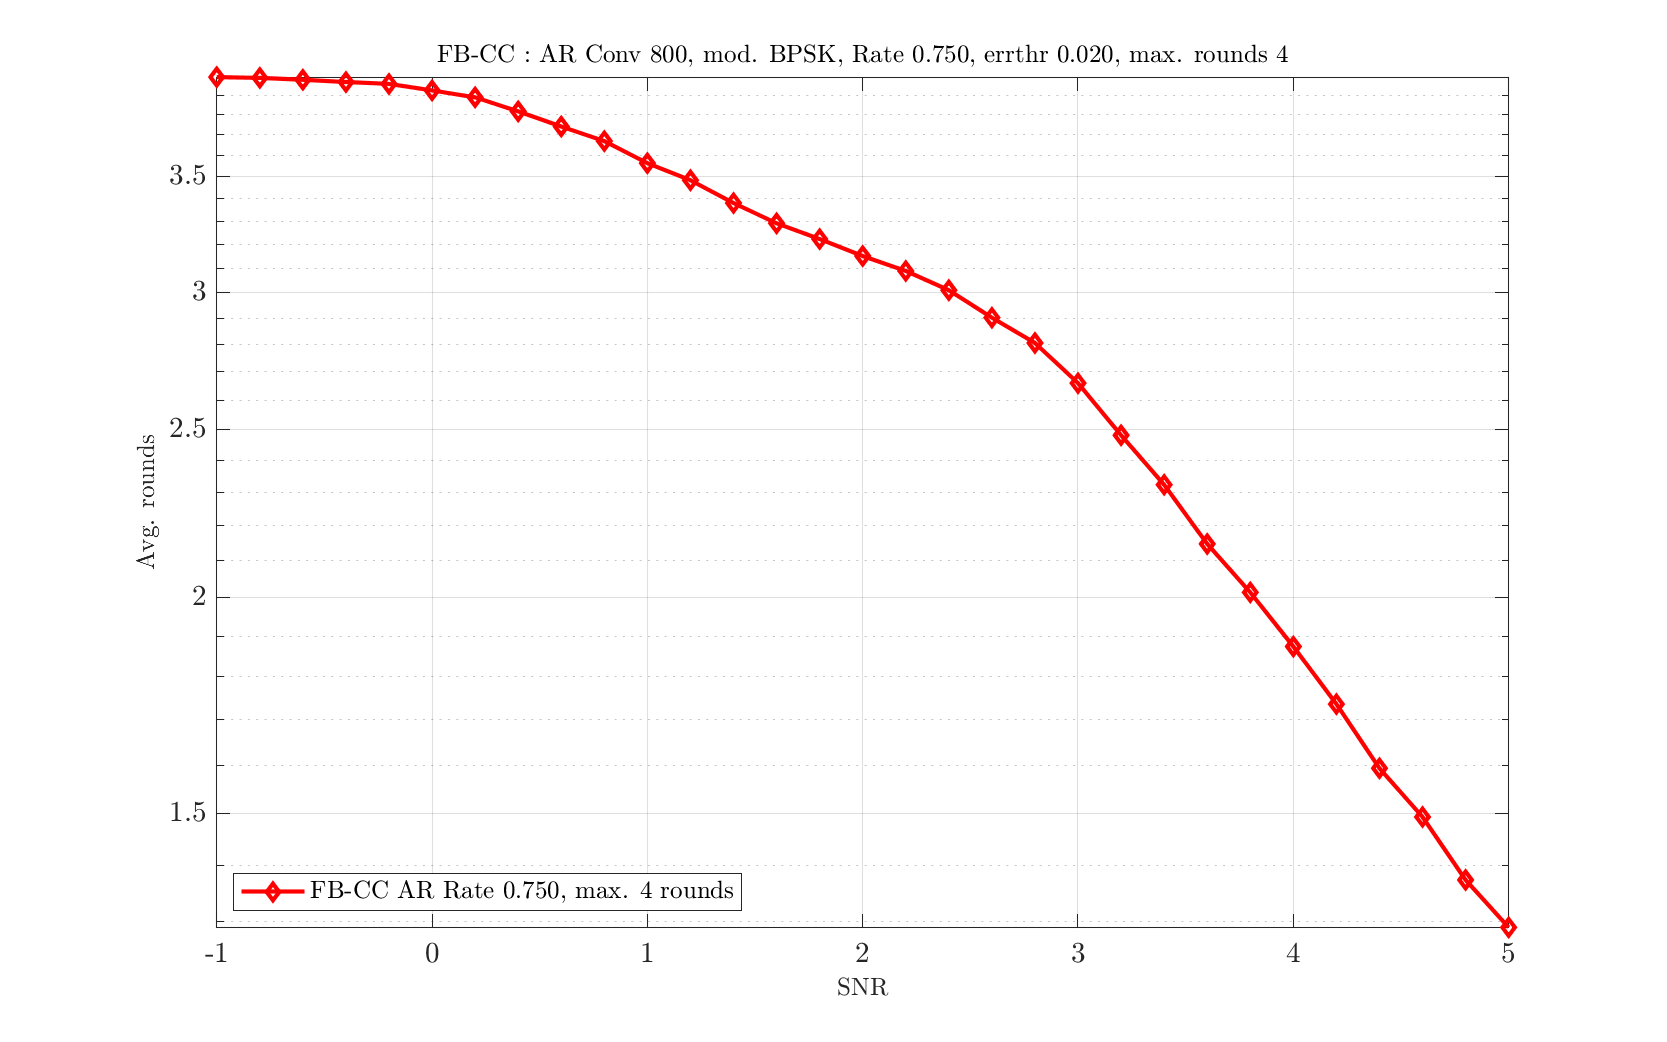 FB-CC : AR Conv 800, mod. BPSK, Rate 0.750, errthr 0.020, max. rounds 4
3.5
3
2.5
2
1.5
Avg. rounds
FB-CC AR Rate 0.750, max. 4 rounds
-1 0 1 2 3 4 5
SNR